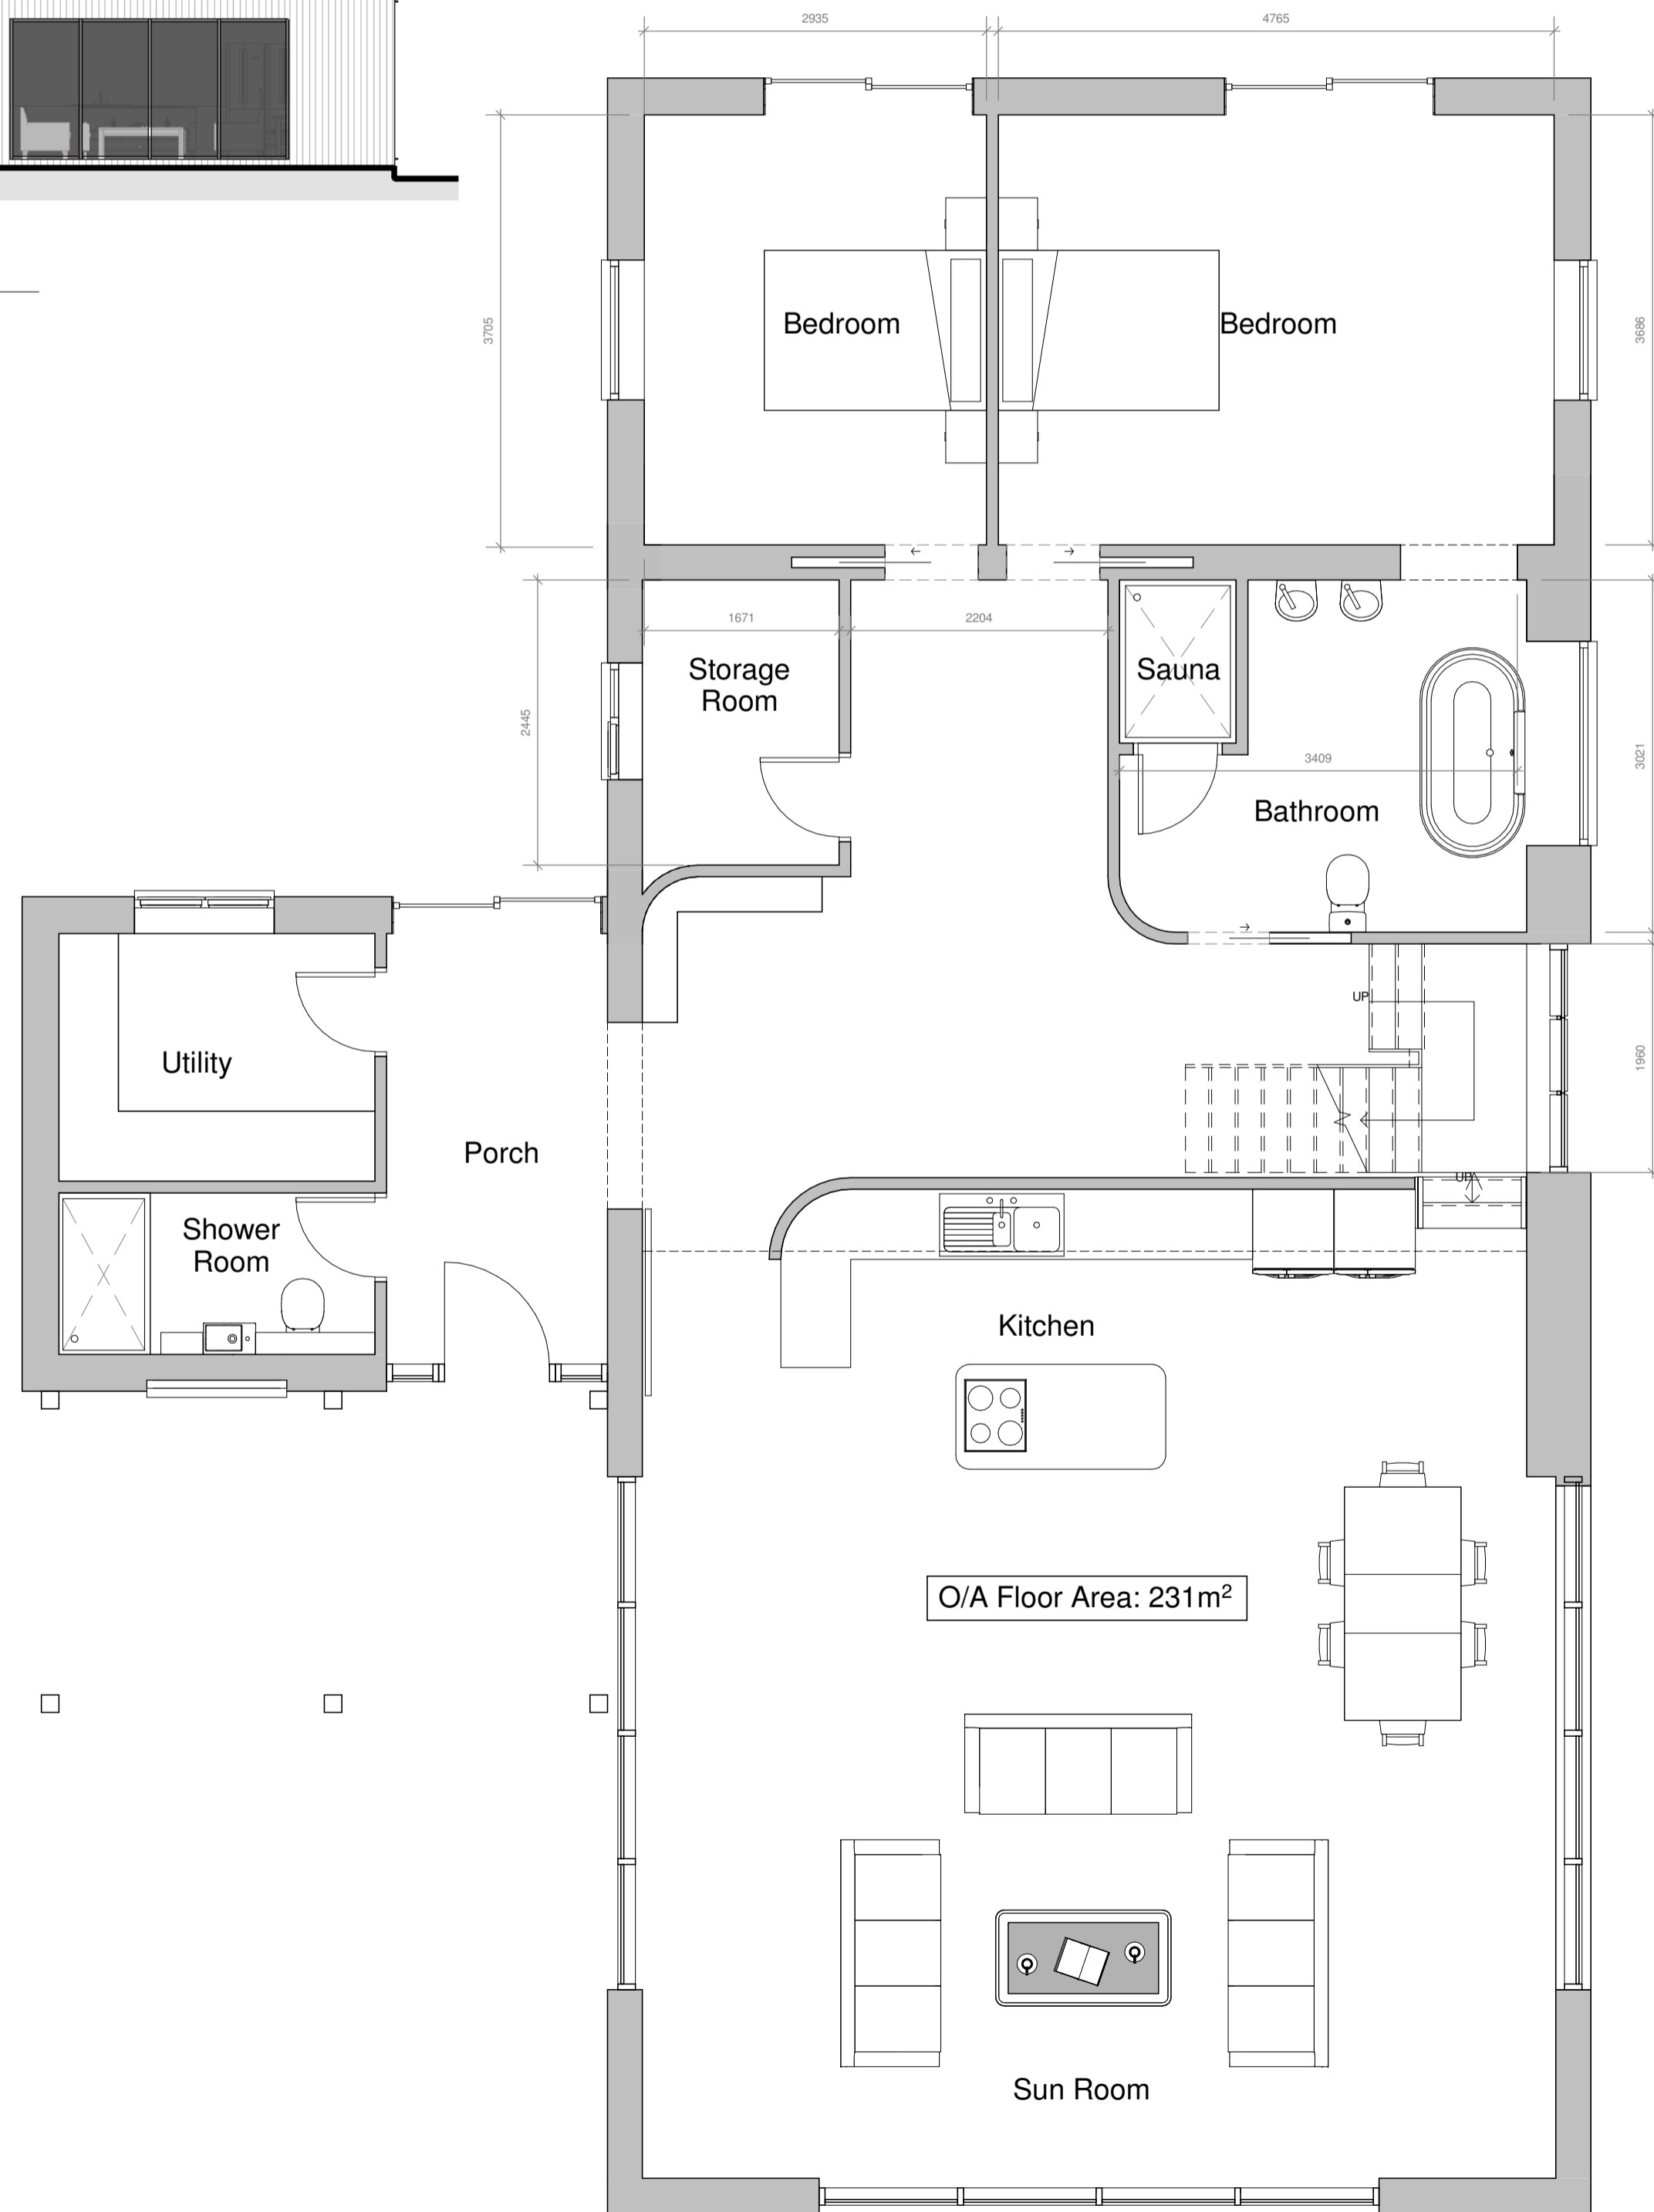 2935
4765
3705
Bedroom
Bedroom
3686
1671
2204
Storage
Room
Sauna
2445
3409
3021
Bathroom
UP
Utility
1960
Porch
UP
Shower
Room
Kitchen
O/A Floor Area: 231m²
Sun Room